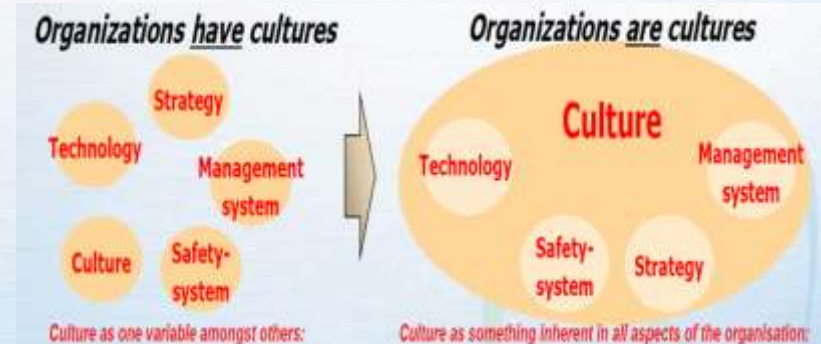 Organizations have cultures
Strategy
Technology
Management
system
Culture
Safety-
system
Culture as one variable amongst others:
Organizations are cultures
Culture
Technology
Management
system
Safety-
system
Strategy
Culture as something inherent in all aspects of the organisation: